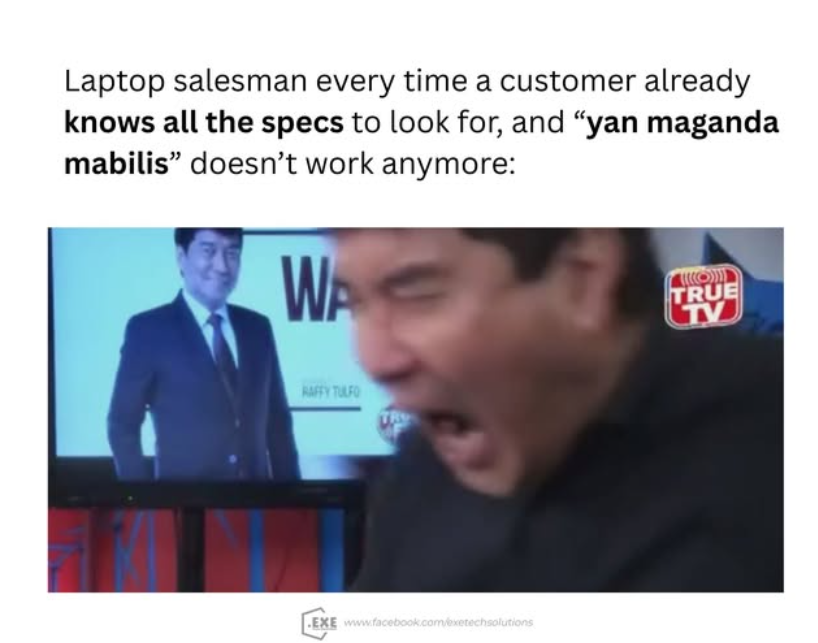 Laptop salesman every time a customer already
knows all the specs to look for, and “yan maganda
mabilis” doesn’t work anymore:
WA
RAFFY TULFO
TRUE
TV
.EXE www.facebook.com/exetechsolutions